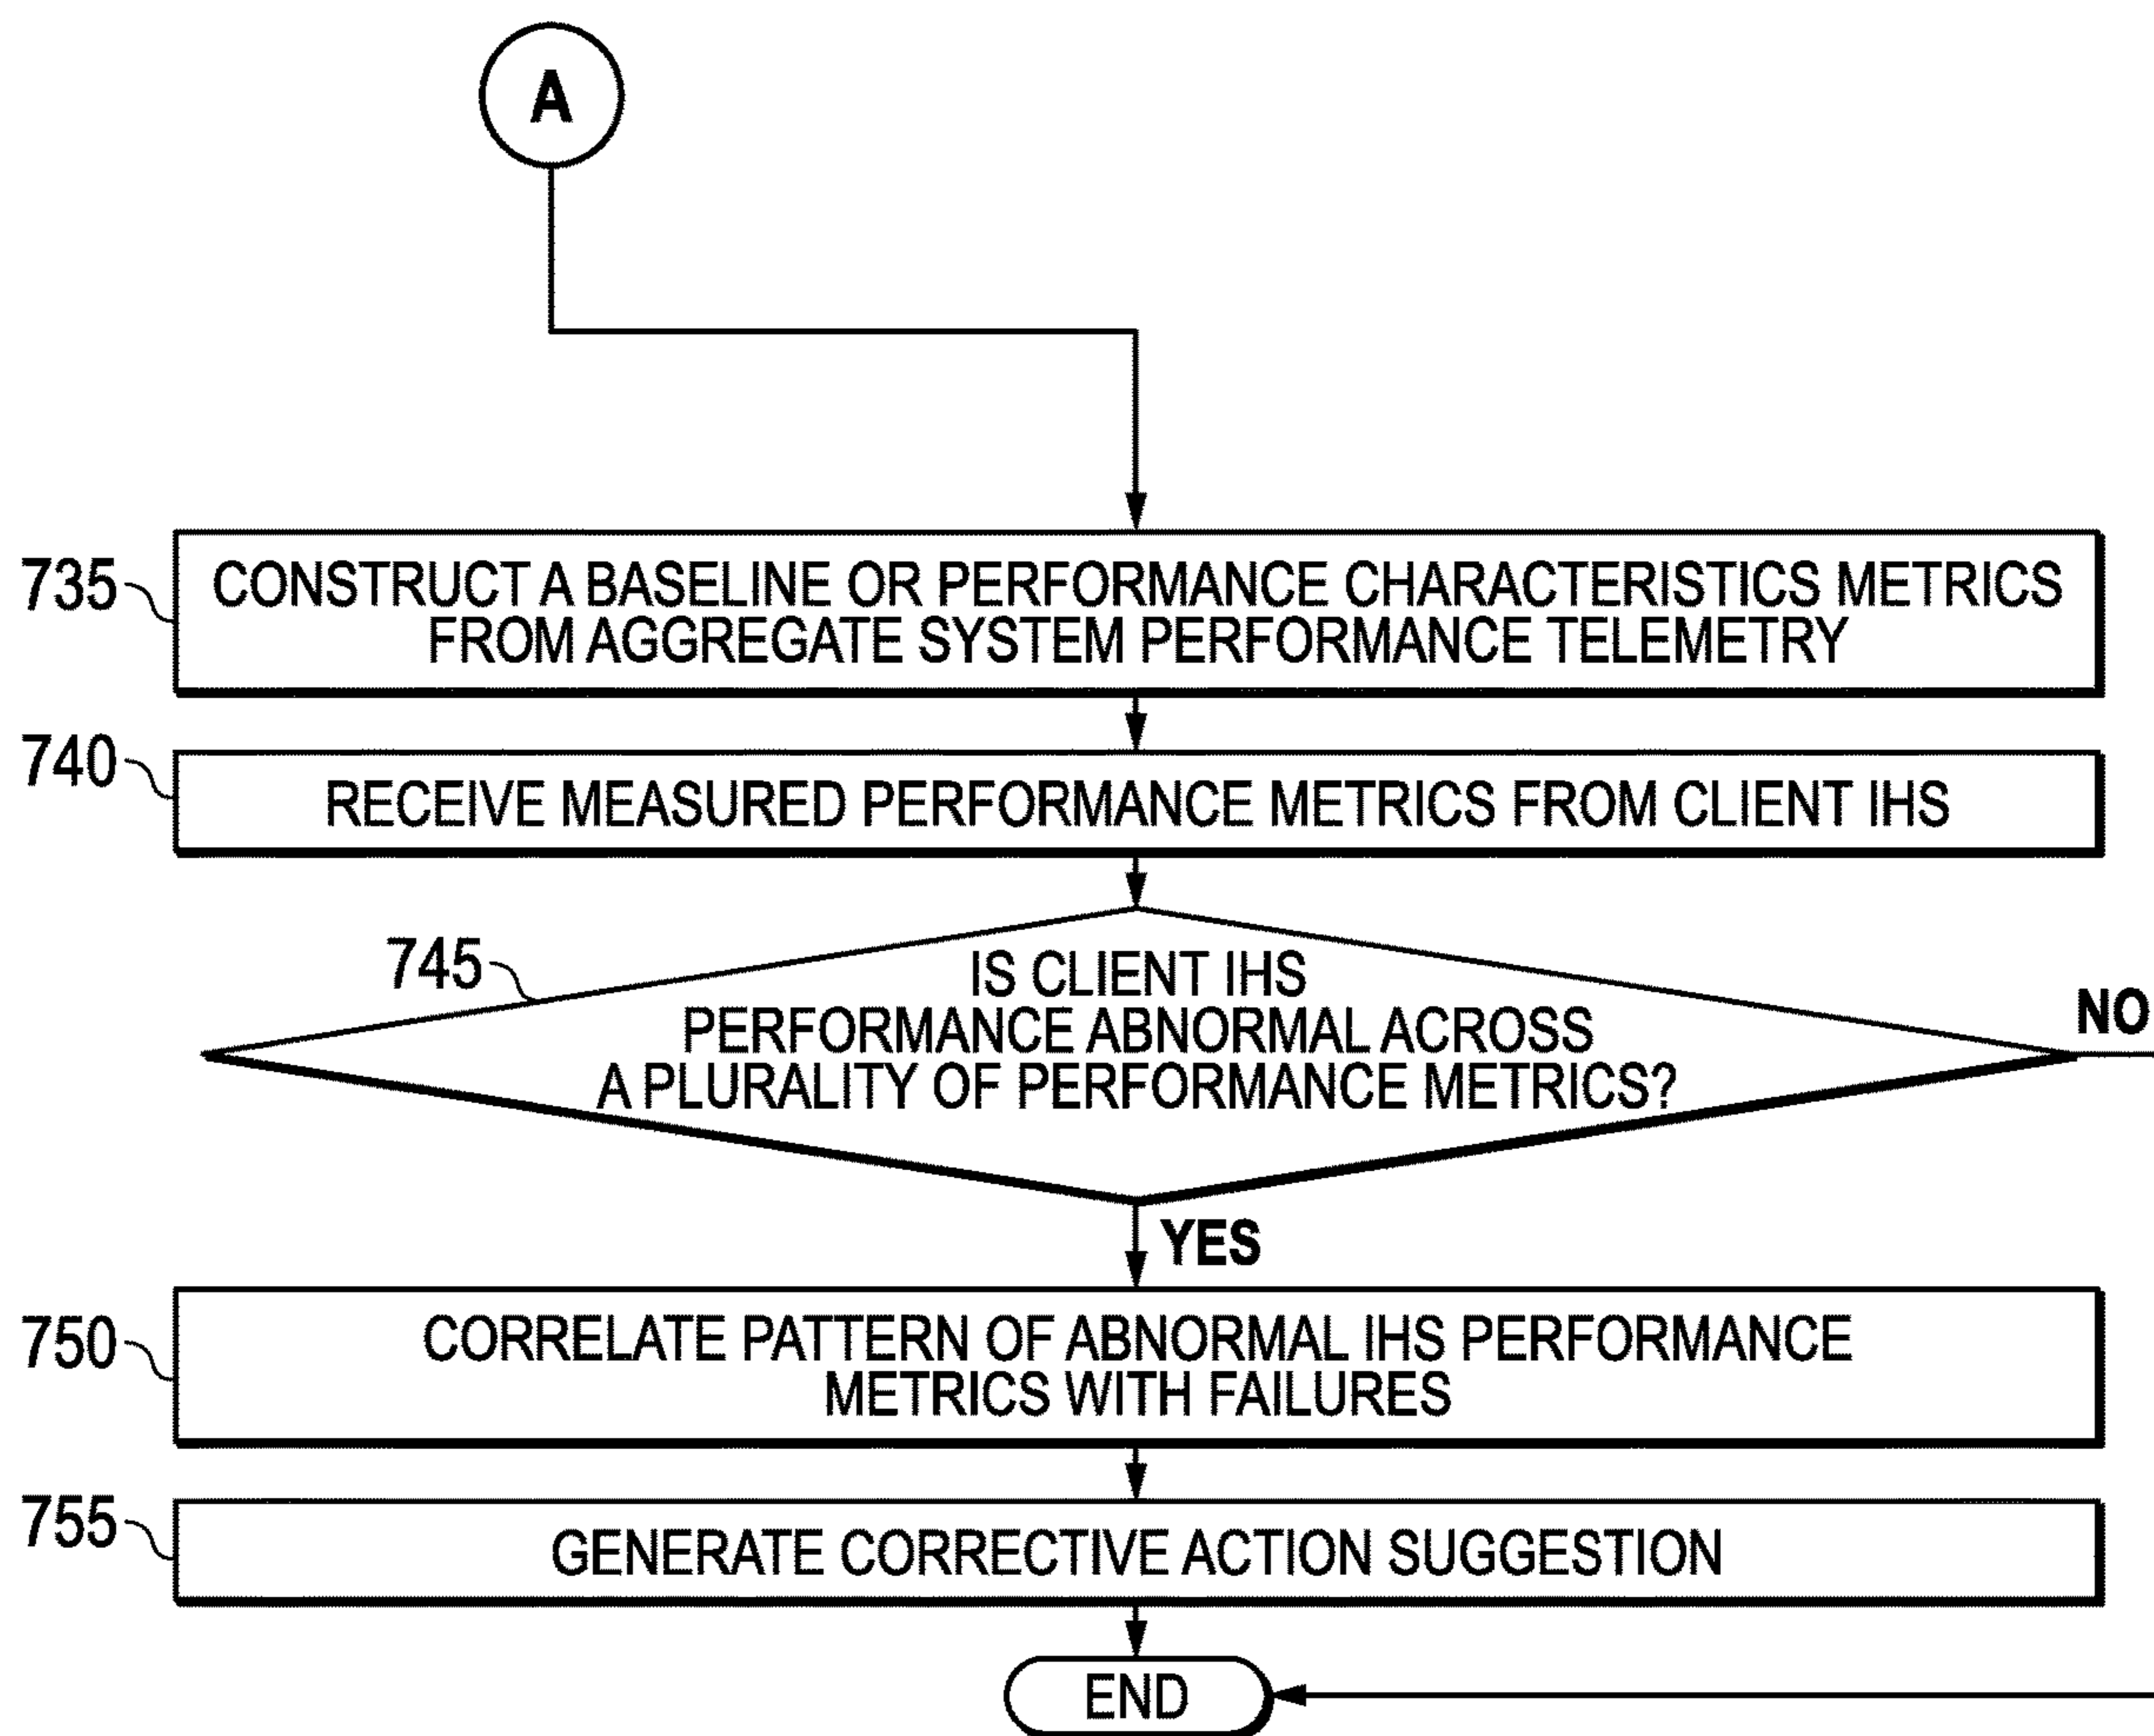 A
735
CONSTRUCT A BASELINE OR PERFORMANCE CHARACTERISTICS METRICS
FROM AGGREGATE SYSTEM PERFORMANCE TELEMETRY
740
RECEIVE MEASURED PERFORMANCE METRICS FROM CLIENT IHS
745
IS CLIENT IHS
PERFORMANCE ABNORMAL ACROSS
A PLURALITY OF PERFORMANCE METRICS?
NO
YES
750
CORRELATE PATTERN OF ABNORMAL IHS PERFORMANCE
METRICS WITH FAILURES
755
GENERATE CORRECTIVE ACTION SUGGESTION
END